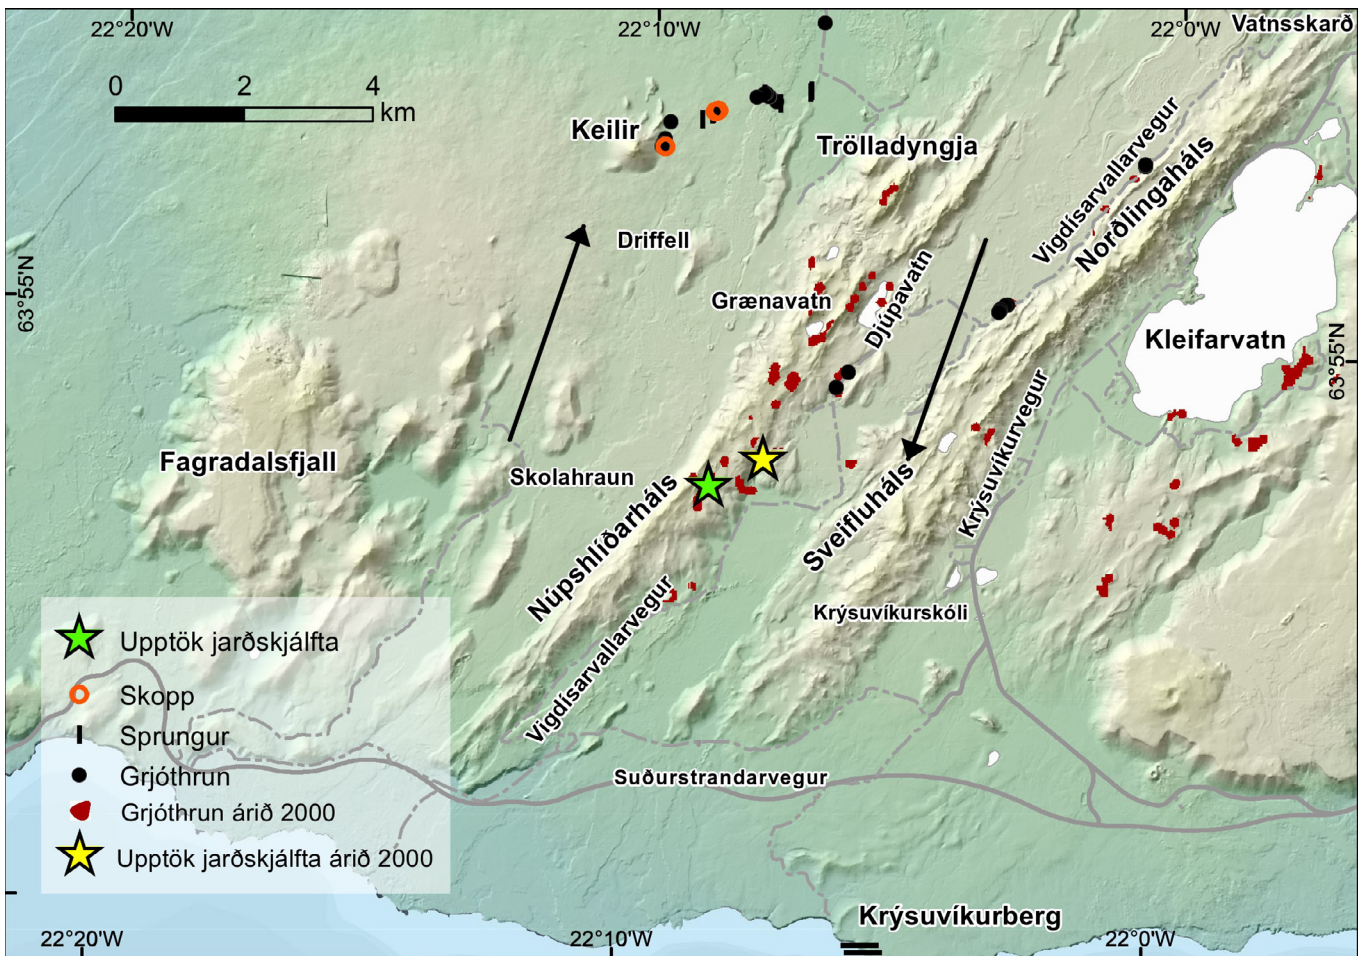 22°20'W
22°10'W
22°0'W
Vatnsskarð
0
2
4
km
Keilir
Trölladyngja
Vigdísarvallarvegur
Norðlingaháls
Driffell
63°55'N
Grænavatn
Djúpavatn
Kleifarvatn
63°55'N
Fagradalsfjall
Skolahraun
Núpshlíðarháls
Sveifluháls
Krýsuvíkurvegur
Vigdísarvallarvegur
Krýsuvíkurskóli
Upptök jarðskjálfta
Skopp
Sprungur
Grjóthrun
Grjóthrun árið 2000
Upptök jarðskjálfta árið 2000
Suðurstrandarvegur
Krýsuvíkurberg
22°20'W
22°10'W
22°0'W